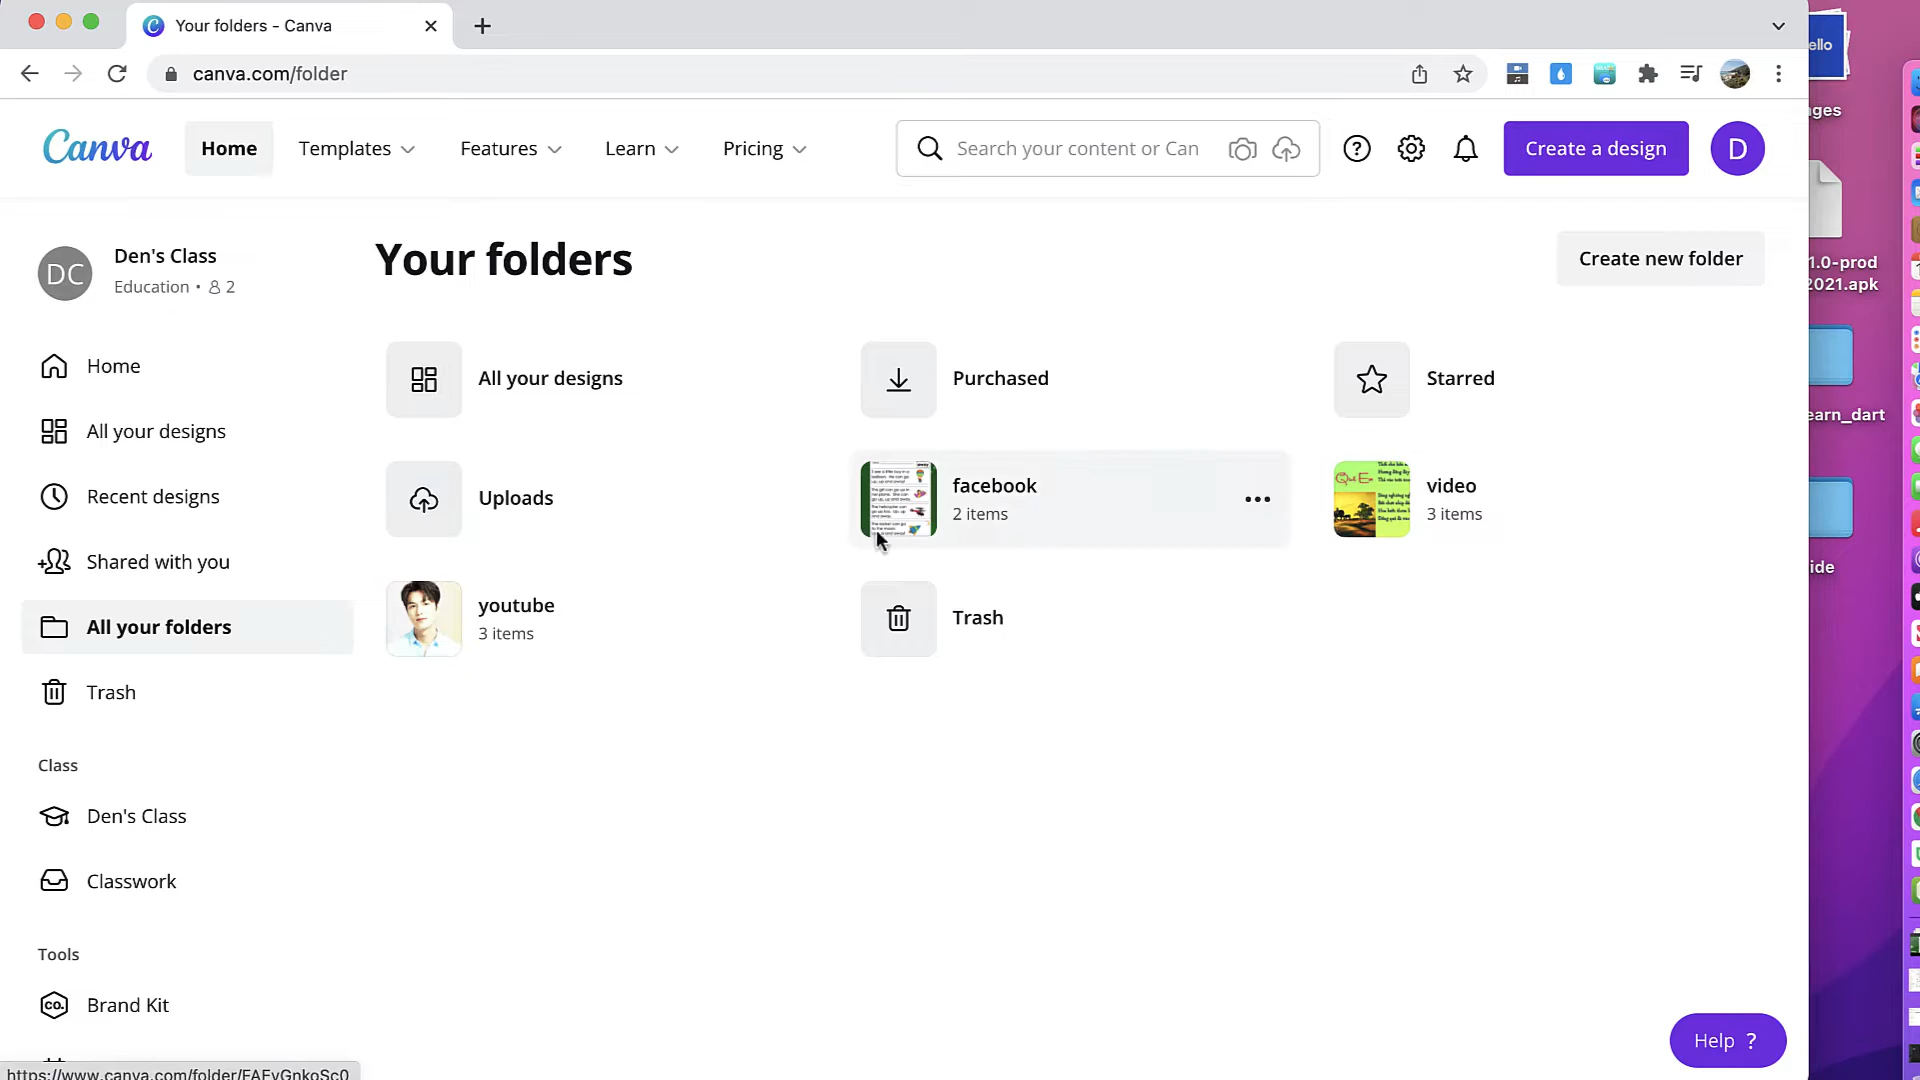 Your folders - Canva
canva.com/folder
Canva
Home
Templates
Features
Learn
Pricing
Search your content or Can
Create a design
D
DC
Den's Class
Education • 2
Home
All your designs
Recent designs
Shared with you
All your folders
Trash
Class
Den's Class
Classwork
Tools
CO.
Brand Kit
Your folders
Create new folder
All your designs
Purchased
Starred
Uploads
facebook
2 items
video
3 items
youtube
3 items
Trash
Help ?
https://www.canva.com/folder/FAEvGnkoSc0
ello
ges
1.0-prod
2021.apk
earn_dart
ide